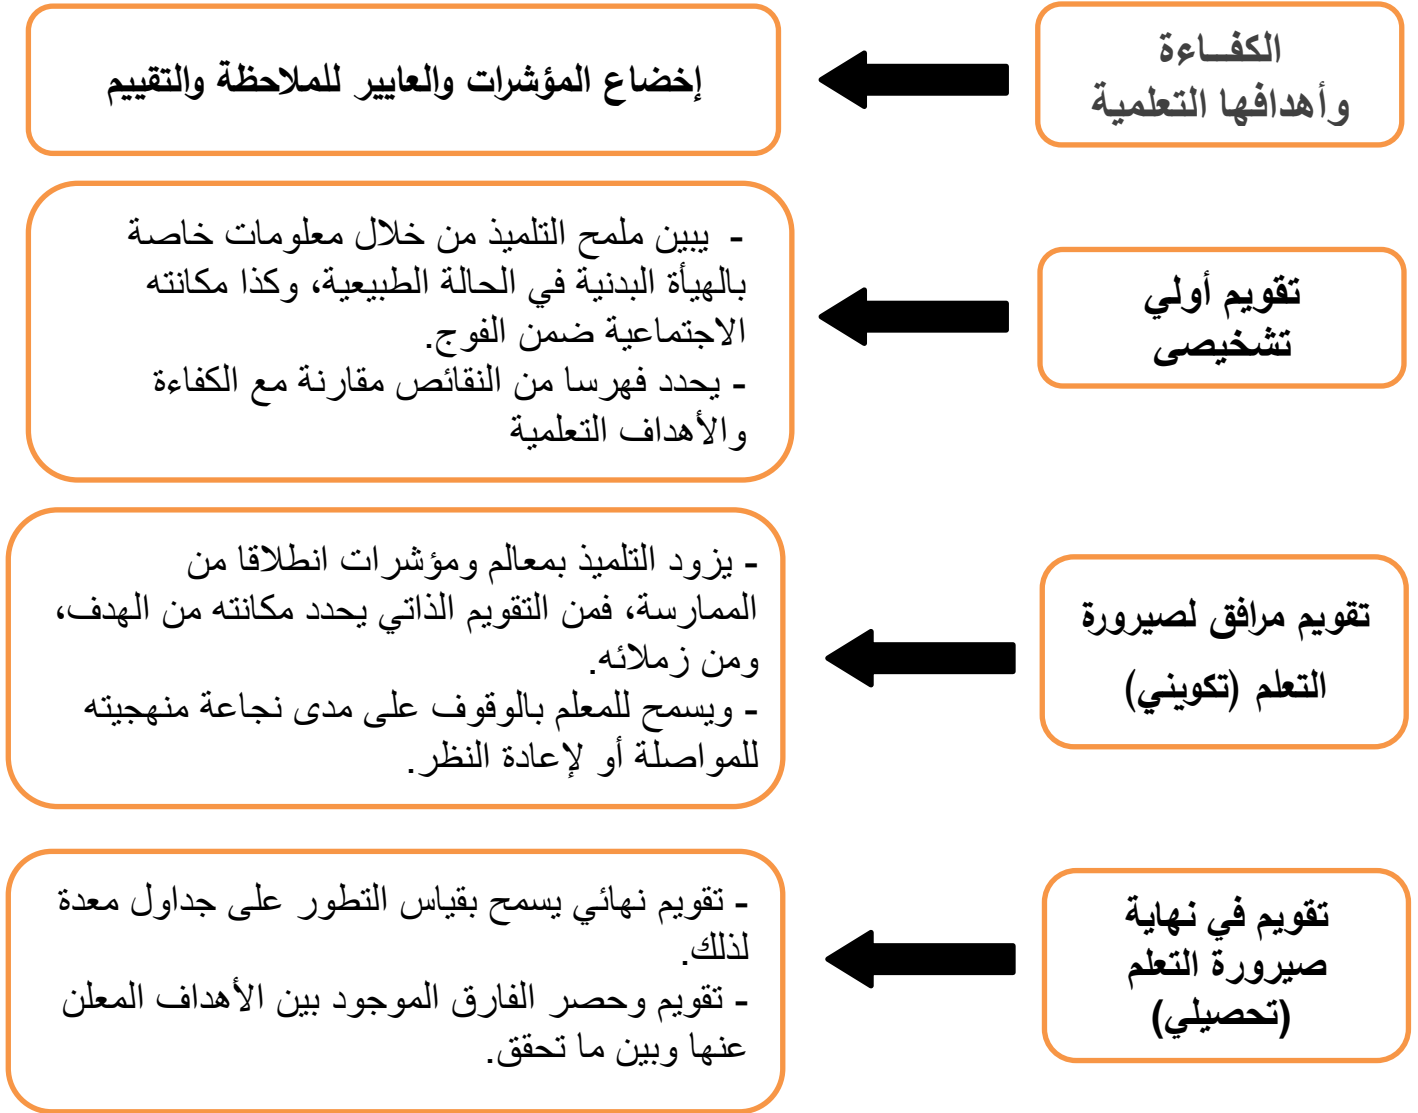 الكفــاءة
وأهدافها التعلمية
إخضاع المؤشرات والعايير للملاحظة والتقييم
تقويم أولي
تشخيصى
- يبين ملمح التلميذ من خلال معلومات خاصة
بالهيأة البدنية في الحالة الطبيعية، وكذا مكانته
الاجتماعية ضمن الفوج.
- يحدد فهرسا من النقائص مقارنة مع الكفاءة
والأهداف التعلمية
تقويم مرافق لصيرورة
التعلم (تكويني)
- يزود التلميذ بمعالم ومؤشرات انطلاقا من
الممارسة، فمن التقويم الذاتي يحدد مكانته من الهدف،
ومن زملائه.
- ويسمح للمعلم بالوقوف على مدى نجاعة منهجيته
للمواصلة أو لإعادة النظر.
تقويم في نهاية
صيرورة التعلم
(تحصيلي)
- تقويم نهائي يسمح بقياس التطور على جداول معدة
لذلك.
- تقويم وحصر الفارق الموجود بين الأهداف المعلن
عنها وبين ما تحقق.